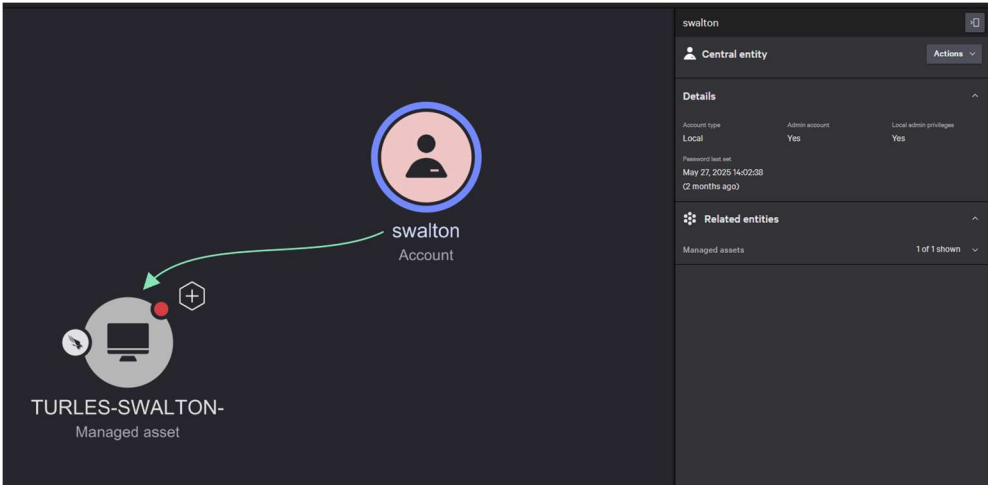 swalton
Account
TURLES-SWALTON-
Managed asset
swalton
Central entity
Actions
Details
Account type
Admin account
Local admin privileges
Local
Yes
Yes
Password last set
May 27, 2025 14:02:38
(2 months ago)
Related entities
Managed assets
1 of 1 shown